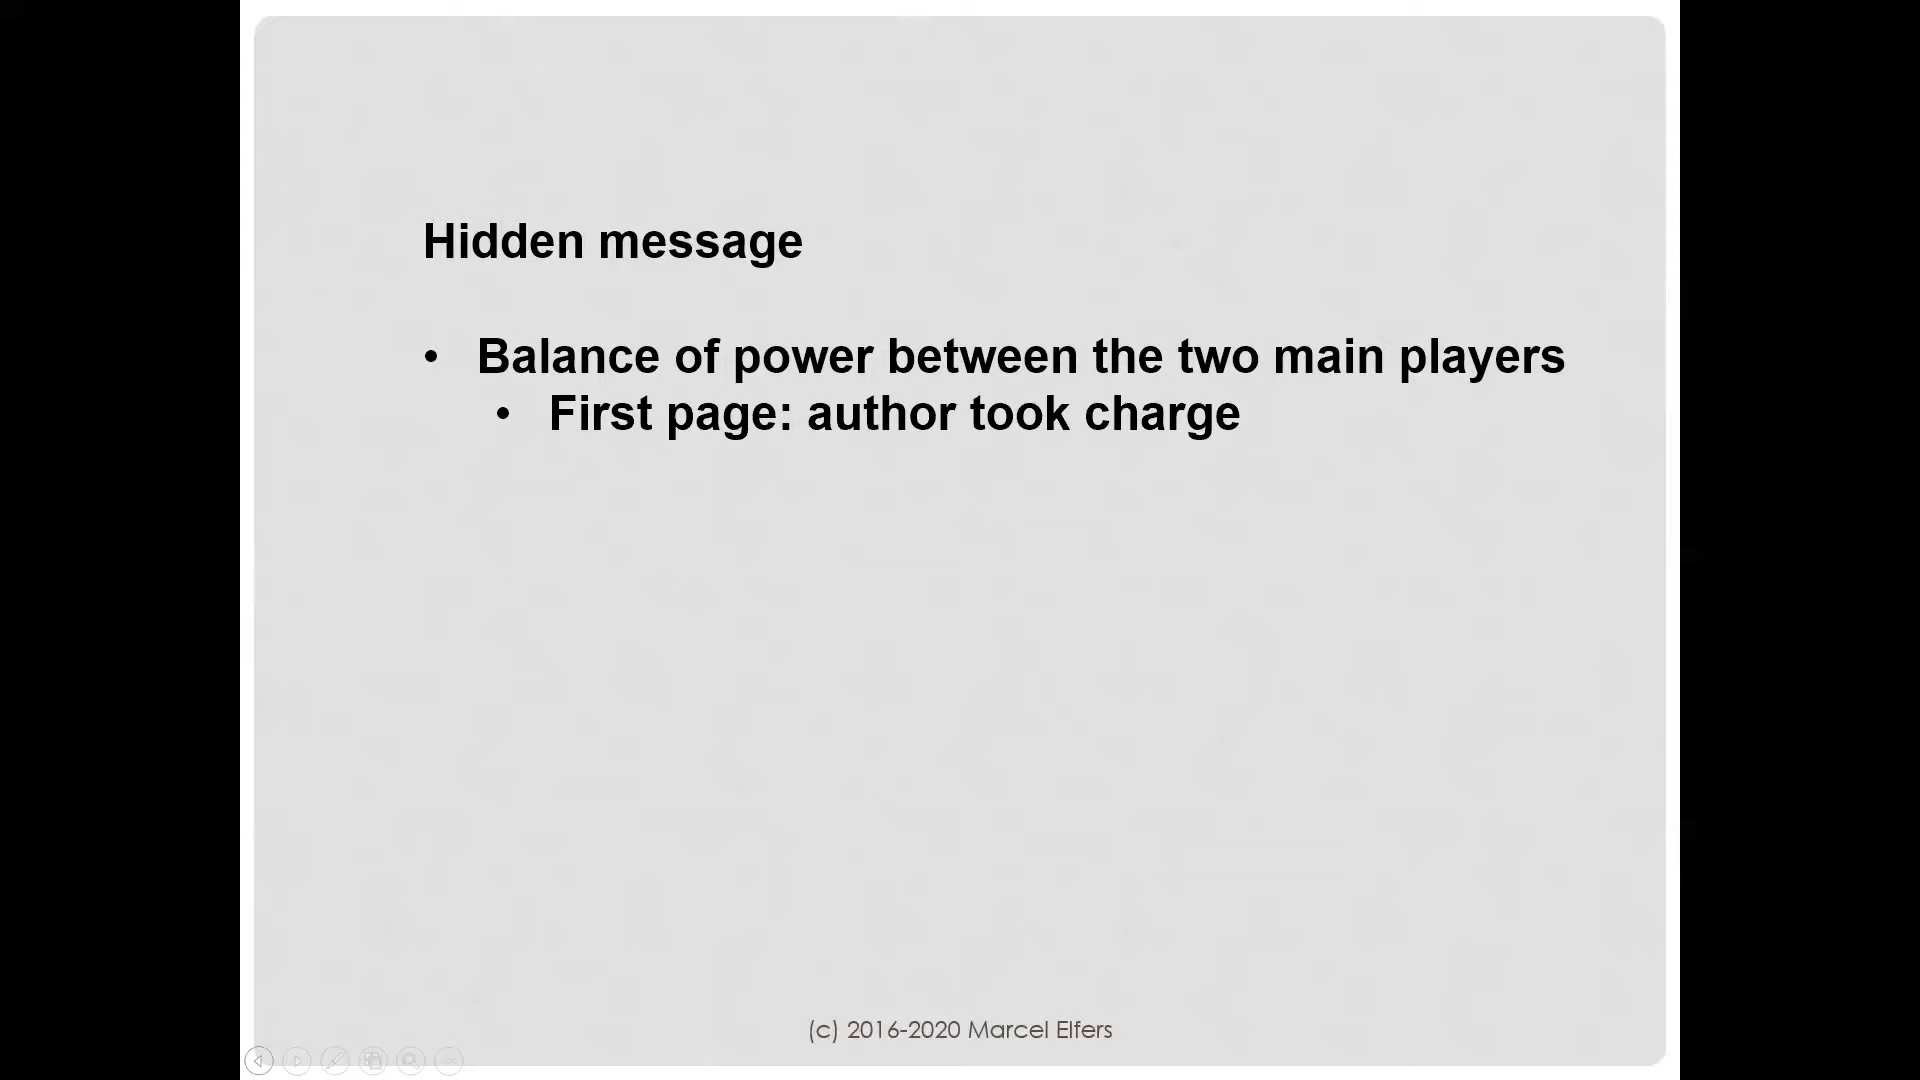 Hidden message
• Balance of power between the two main players
• First page: author took charge
(c) 2016-2020 Marcel Elfers